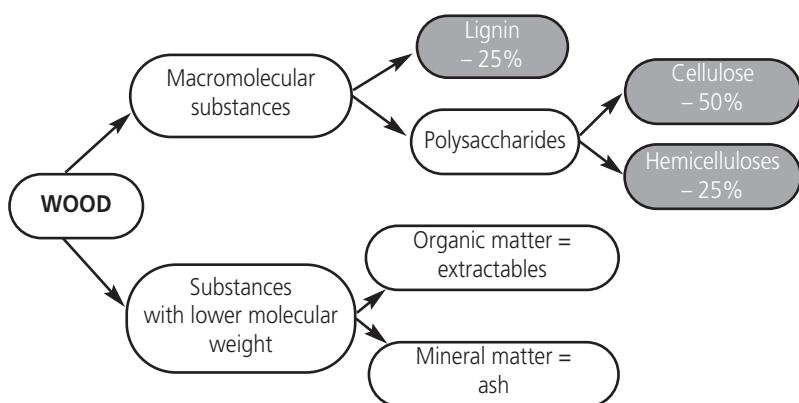 Lignin
– 25%
Macromolecular
substances
Cellulose
– 50%
Polysaccharides
Hemicelluloses
– 25%
WOOD
Organic matter =
extractables
Substances
with lower molecular
weight
Mineral matter =
ash